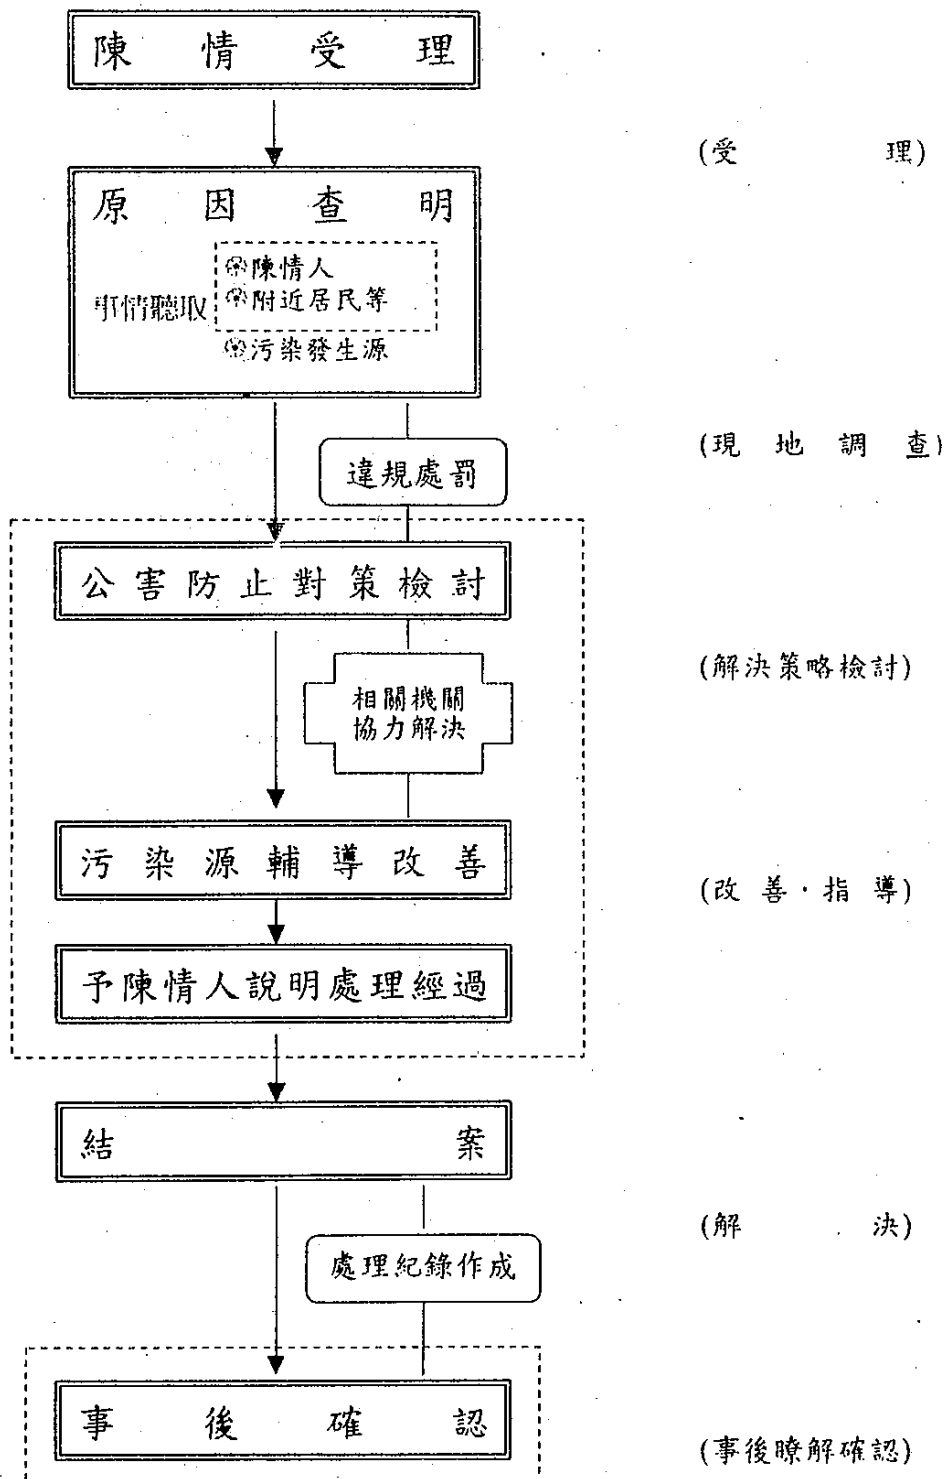 陳情受理
(受理)
原因查明
◎陳情人
事情聽取
◎附近居民等
◎污染發生源
(現地調查)
違規處罰
公害防止對策檢討
(解決策略檢討)
相關機關
協力解決
污染源輔導改善
(改善·指導)
予陳情人說明處理經過
結案
(解決)
處理紀錄作成
事後確認
(事後瞭解確認)